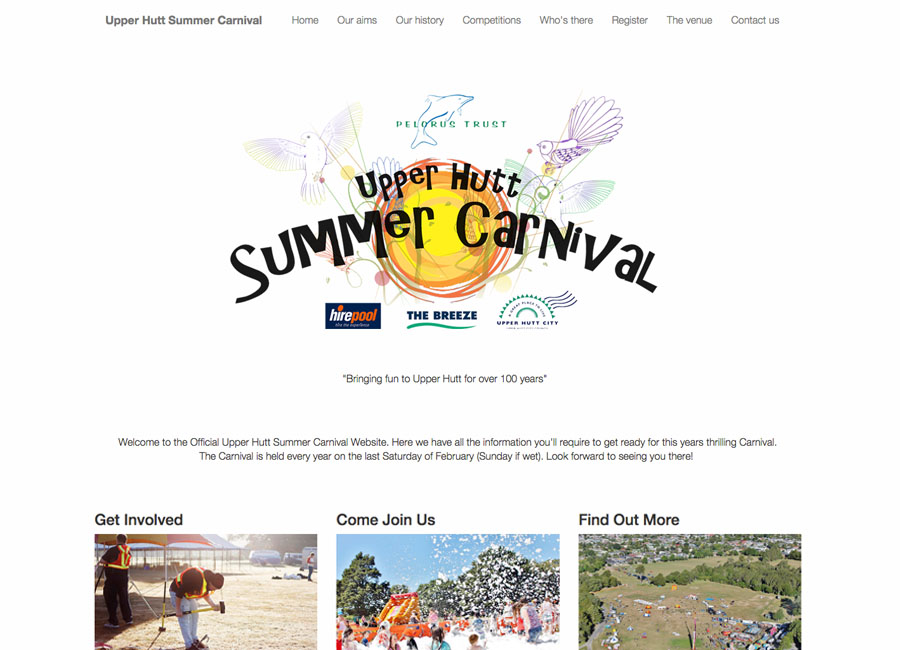 Upper Hutt Summer Carnival Home Our aims Our history Competitions Who's there Register The venue Contact us
PELORUS TRUST
Upper Hutt
Summer Carnival
hirepool
THE BREEZE
A GREAT PLACE TO LIVE
UPPER HUTT CITY
"Bringing fun to Upper Hutt for over 100 years"
Welcome to the Official Upper Hutt Summer Carnival Website. Here we have all the information you'll require to get ready for this years thrilling Carnival.
The Carnival is held every year on the last Saturday of February (Sunday if wet). Look forward to seeing you there!
Get Involved Come Join Us Find Out More